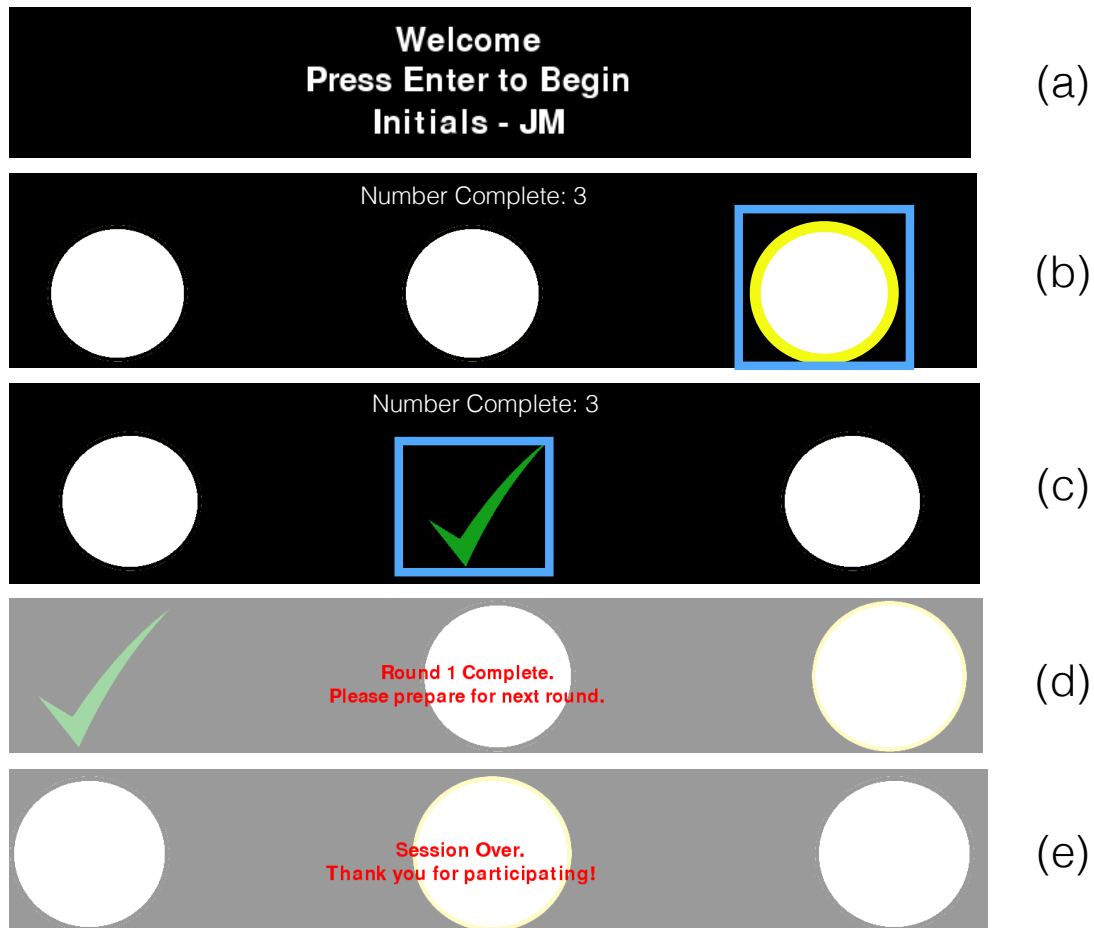 Welcome
Press Enter to Begin
Initials - JM
(a)
Number Complete: 3
(b)
Number Complete: 3
(c)
Round 1 Complete.
Please prepare for next round.
(d)
Session Over.
Thank you for participating!
(e)